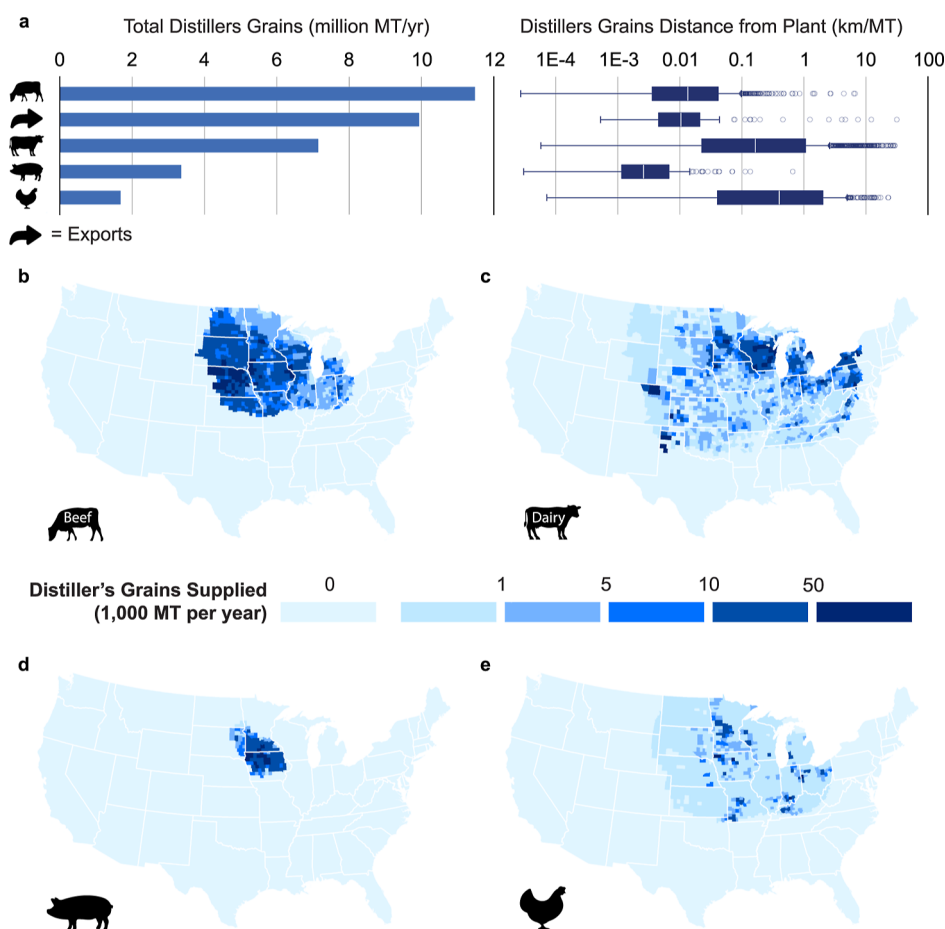 a
Total Distillers Grains (million MT/yr)
Distillers Grains Distance from Plant (km/MT)
0 2 4 6 8 10 12
1E-4 1E-3 0.01 0.1 1 10 100
= Exports
b
c
Beef
Dairy
Distiller’s Grains Supplied
(1,000 MT per year)
0 1 5 10 50
d
e